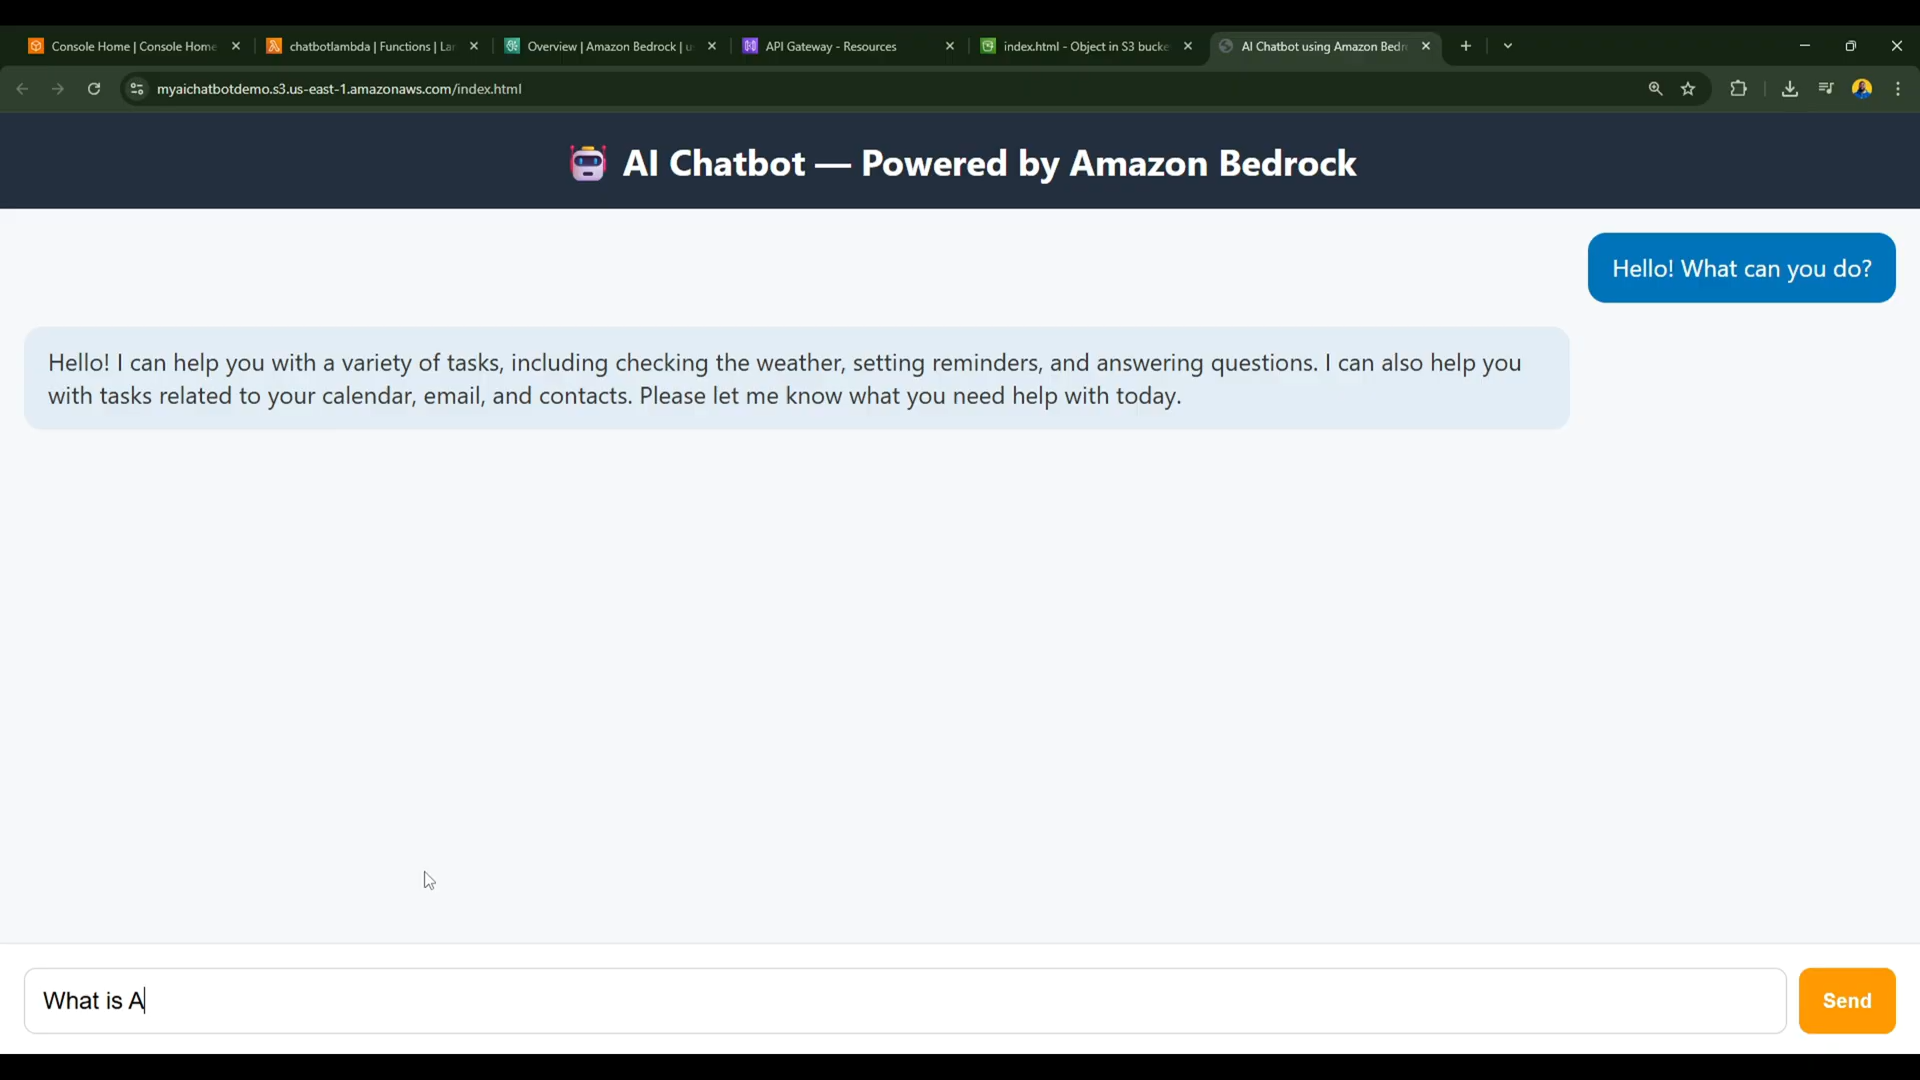 Console Home | Console Home
chatbotlambda | Functions | La
Overview | Amazon Bedrock | u
API Gateway - Resources
index.html - Object in S3 bucke
AI Chatbot using Amazon Bedr
myaichatbotdemo.s3.us-east-1.amazonaws.com/index.html
AI Chatbot — Powered by Amazon Bedrock
Hello! What can you do?
Hello! I can help you with a variety of tasks, including checking the weather, setting reminders, and answering questions. I can also help you
with tasks related to your calendar, email, and contacts. Please let me know what you need help with today.
What is A
Send